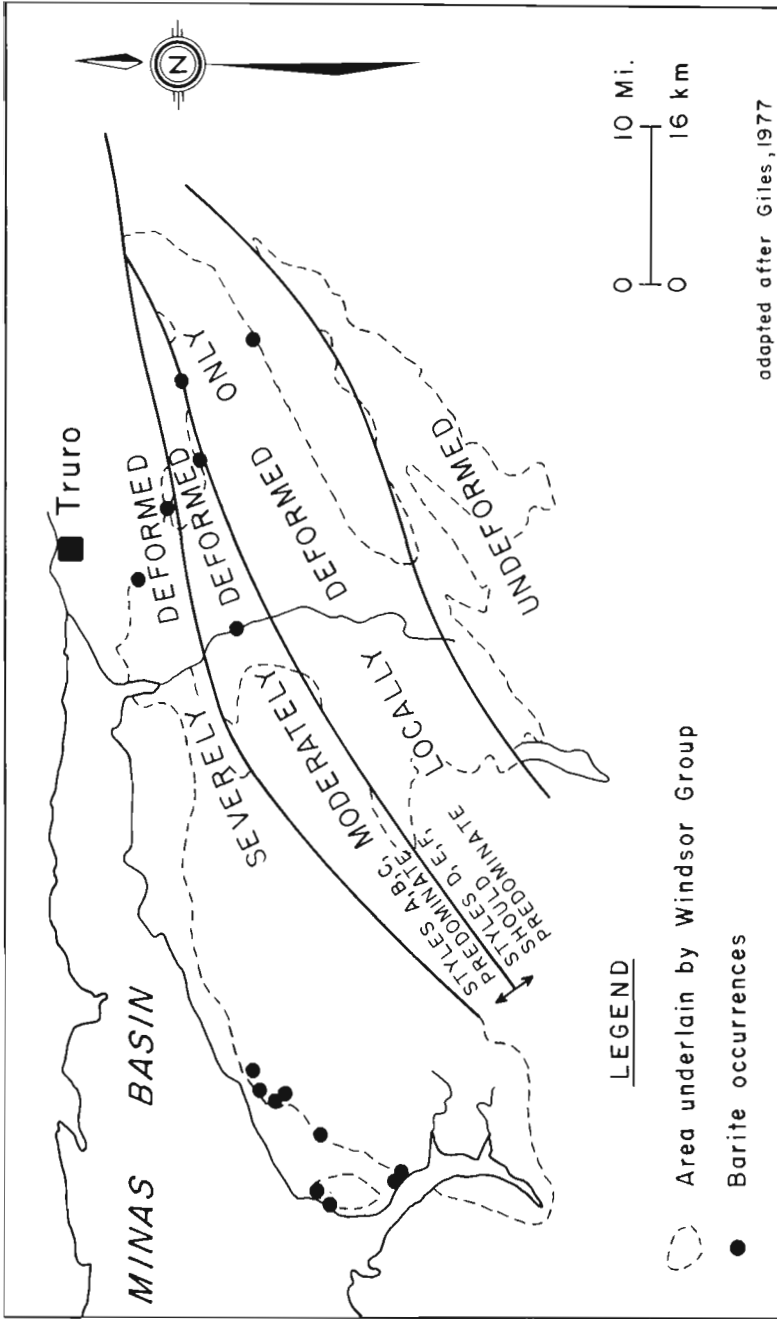 MINAS BASIN
Truro
N
SEVERELY DEFORMED
MODERATELY DEFORMED
LOCALLY DEFORMED ONLY
UNDEFORMED
STYLES A,B,C,
PREDOMINATE
STYLES D,E,F,
SHOULD
PREDOMINATE
LEGEND
Area underlain by Windsor Group
Barite occurrences
0 10 Mi.
0 16 km
adapted after Giles,1977